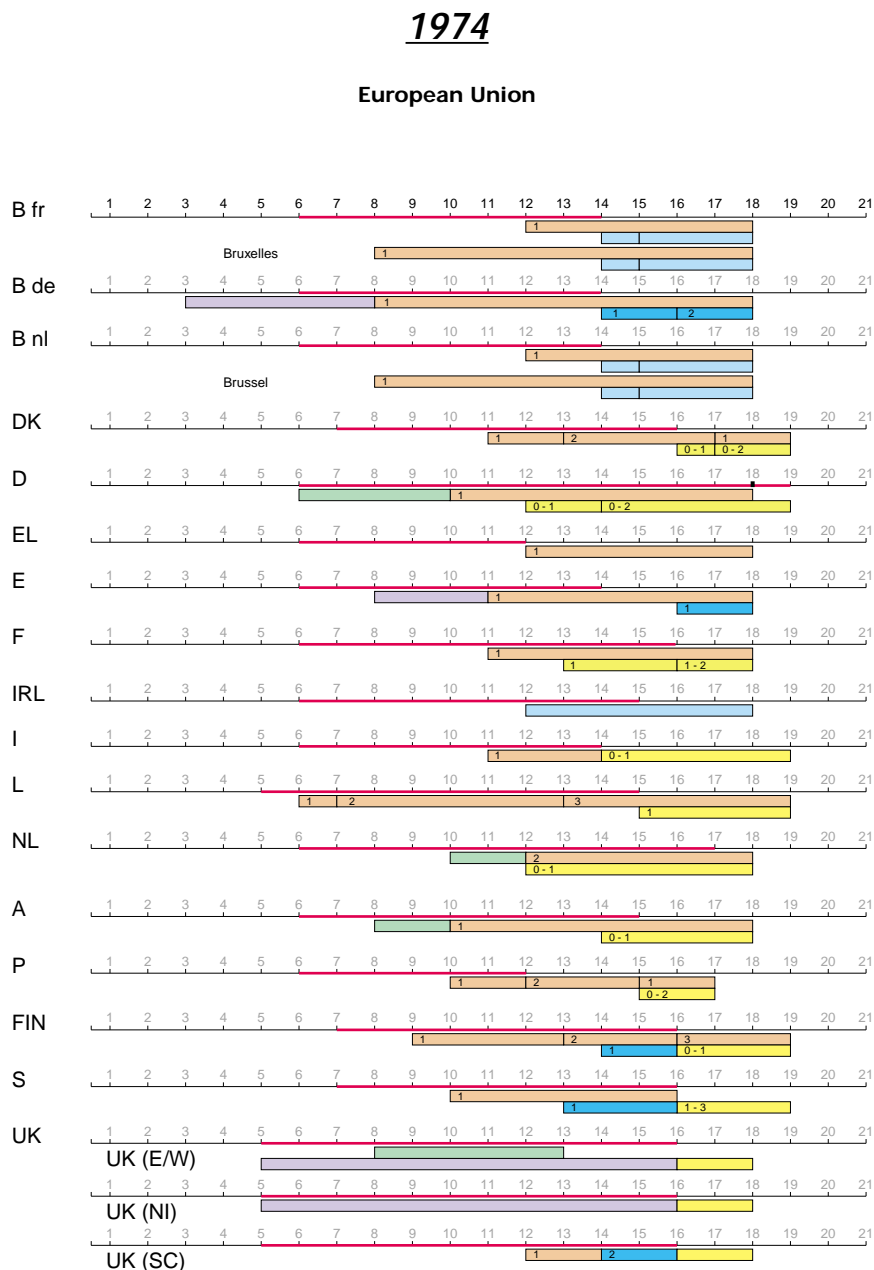 1974
European Union
1 2 3 4 5 6 7 8 9 10 11 12 13 14 15 16 17 18 19 20 21
B fr
1
Bruxelles 1
1 2 3 4 5 6 7 8 9 10 11 12 13 14 15 16 17 18 19 20 21
B de
1
1 2
1 2 3 4 5 6 7 8 9 10 11 12 13 14 15 16 17 18 19 20 21
B nl
1
Brussel 1
1 2 3 4 5 6 7 8 9 10 11 12 13 14 15 16 17 18 19 20 21
DK
1 2 1
0 - 1 0 - 2
1 2 3 4 5 6 7 8 9 10 11 12 13 14 15 16 17 18 19 20 21
D
1
0 - 1 0 - 2
1 2 3 4 5 6 7 8 9 10 11 12 13 14 15 16 17 18 19 20 21
EL
1
1 2 3 4 5 6 7 8 9 10 11 12 13 14 15 16 17 18 19 20 21
E
1
1
1 2 3 4 5 6 7 8 9 10 11 12 13 14 15 16 17 18 19 20 21
F
1
1 1 - 2
1 2 3 4 5 6 7 8 9 10 11 12 13 14 15 16 17 18 19 20 21
IRL
1 2 3 4 5 6 7 8 9 10 11 12 13 14 15 16 17 18 19 20 21
I
1 0 - 1
1 2 3 4 5 6 7 8 9 10 11 12 13 14 15 16 17 18 19 20 21
L
1 2 3
1
1 2 3 4 5 6 7 8 9 10 11 12 13 14 15 16 17 18 19 20 21
NL
2
0 - 1
1 2 3 4 5 6 7 8 9 10 11 12 13 14 15 16 17 18 19 20 21
A
1
0 - 1
1 2 3 4 5 6 7 8 9 10 11 12 13 14 15 16 17 18 19 20 21
P
1 2 1
0 - 2
1 2 3 4 5 6 7 8 9 10 11 12 13 14 15 16 17 18 19 20 21
FIN
1 2 3
1 0 - 1
1 2 3 4 5 6 7 8 9 10 11 12 13 14 15 16 17 18 19 20 21
S
1
1 1 - 3
1 2 3 4 5 6 7 8 9 10 11 12 13 14 15 16 17 18 19 20 21
UK
UK (E/W)
1 2 3 4 5 6 7 8 9 10 11 12 13 14 15 16 17 18 19 20 21
UK (NI)
1 2 3 4 5 6 7 8 9 10 11 12 13 14 15 16 17 18 19 20 21
UK (SC) 1 2